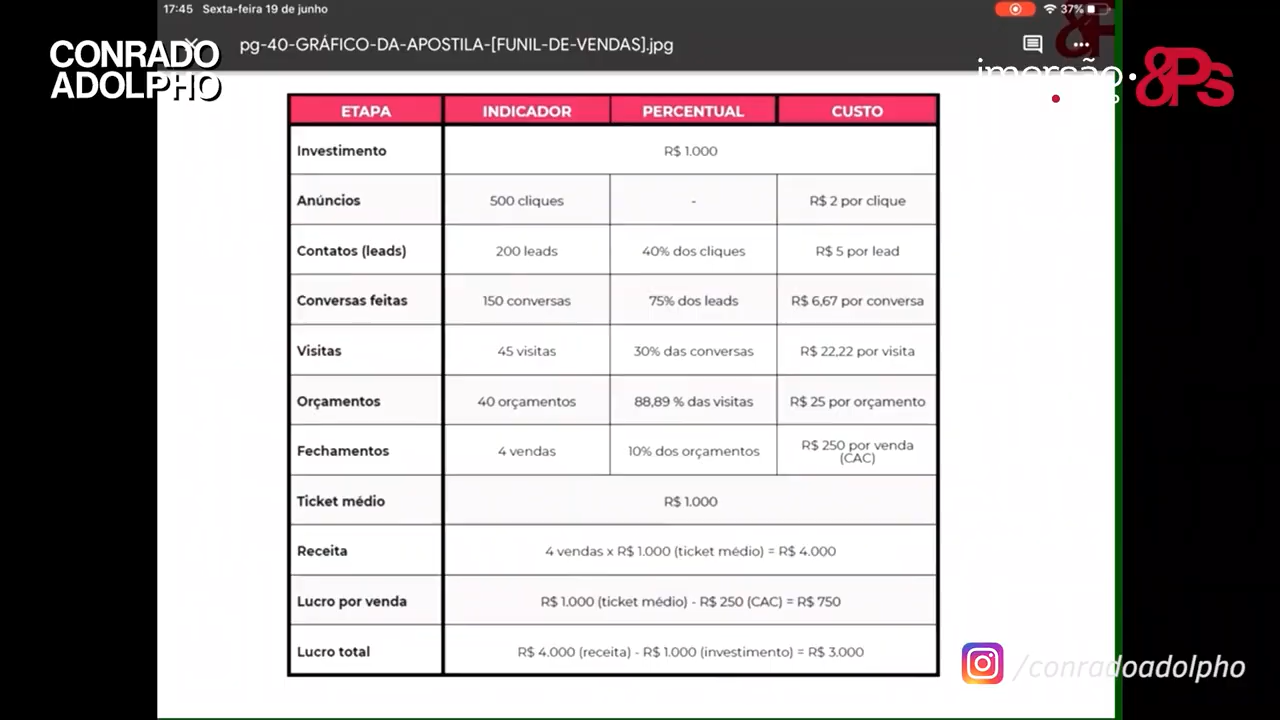 17:45 Sexta-feira 19 de junho
37%
CONRADO
ADOLPHO
pg-40-GRÁFICO-DA-APOSTILA-[FUNIL-DE-VENDAS].jpg
imersão
8Ps
ETAPA INDICADOR PERCENTUAL CUSTO
Investimento R$ 1.000
Anúncios 500 cliques - R$ 2 por clique
Contatos (leads) 200 leads 40% dos cliques R$ 5 por lead
Conversas feitas 150 conversas 75% dos leads R$ 6,67 por conversa
Visitas 45 visitas 30% das conversas R$ 22,22 por visita
Orçamentos 40 orçamentos 88,89 % das visitas R$ 25 por orçamento
Fechamentos 4 vendas 10% dos orçamentos R$ 250 por venda
(CAC)
Ticket médio R$ 1.000
Receita 4 vendas x R$ 1.000 (ticket médio) = R$ 4.000
Lucro por venda R$ 1.000 (ticket médio) - R$ 250 (CAC) = R$ 750
Lucro total R$ 4.000 (receita) - R$ 1.000 (investimento) = R$ 3.000
/conradoadolpho